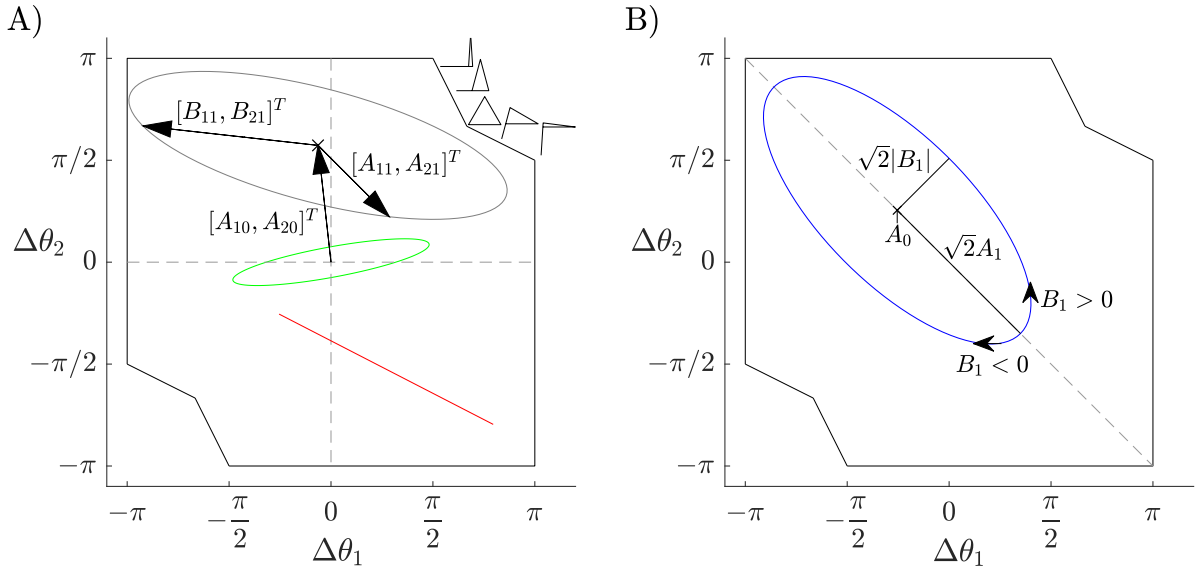 A)
π
π/2
0
−π/2
−π
Δθ₂
[B₁₁, B₂₁]ᵀ
[A₁₁, A₂₁]ᵀ
[A₁₀, A₂₀]ᵀ
−π
−π/2
0
π/2
π
Δθ₁
B)
π
π/2
0
−π/2
−π
Δθ₂
√2|B₁|
A₀
√2A₁
B₁ > 0
B₁ < 0
−π
−π/2
0
π/2
π
Δθ₁